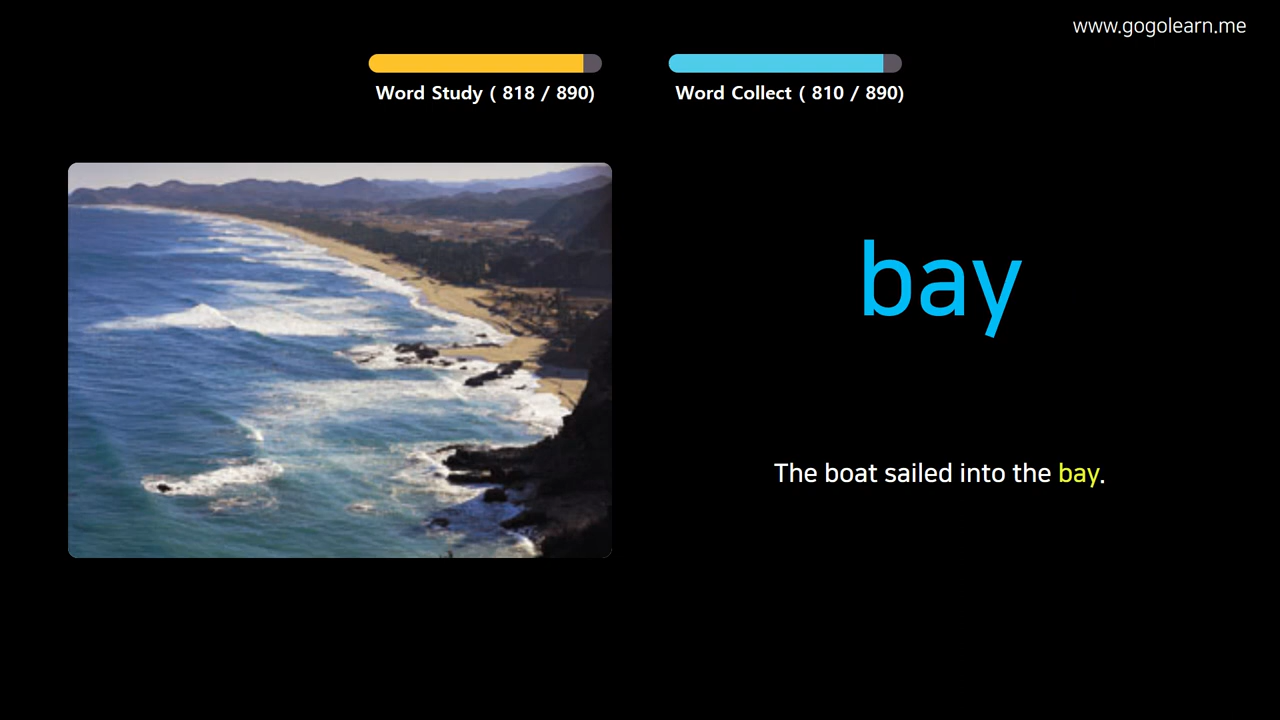 www.gogolearn.me
Word Study ( 818 / 890)
Word Collect ( 810 / 890)
bay
The boat sailed into the bay.